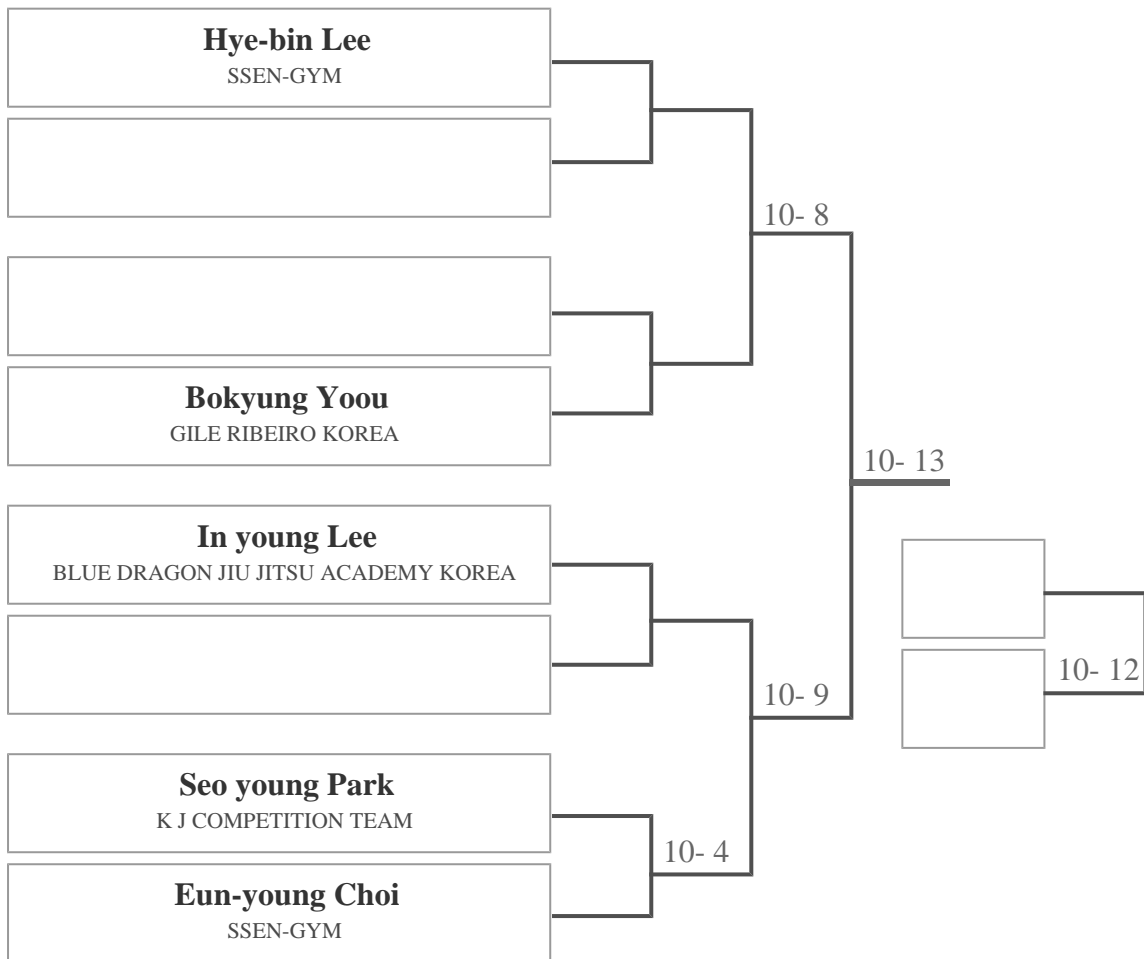 Hye-bin Lee
SSEN-GYM
10- 8
Bokyung Yoou
GILE RIBEIRO KOREA
10- 13
In young Lee
BLUE DRAGON JIU JITSU ACADEMY KOREA
10- 12
10- 9
Seo young Park
K J COMPETITION TEAM
10- 4
Eun-young Choi
SSEN-GYM